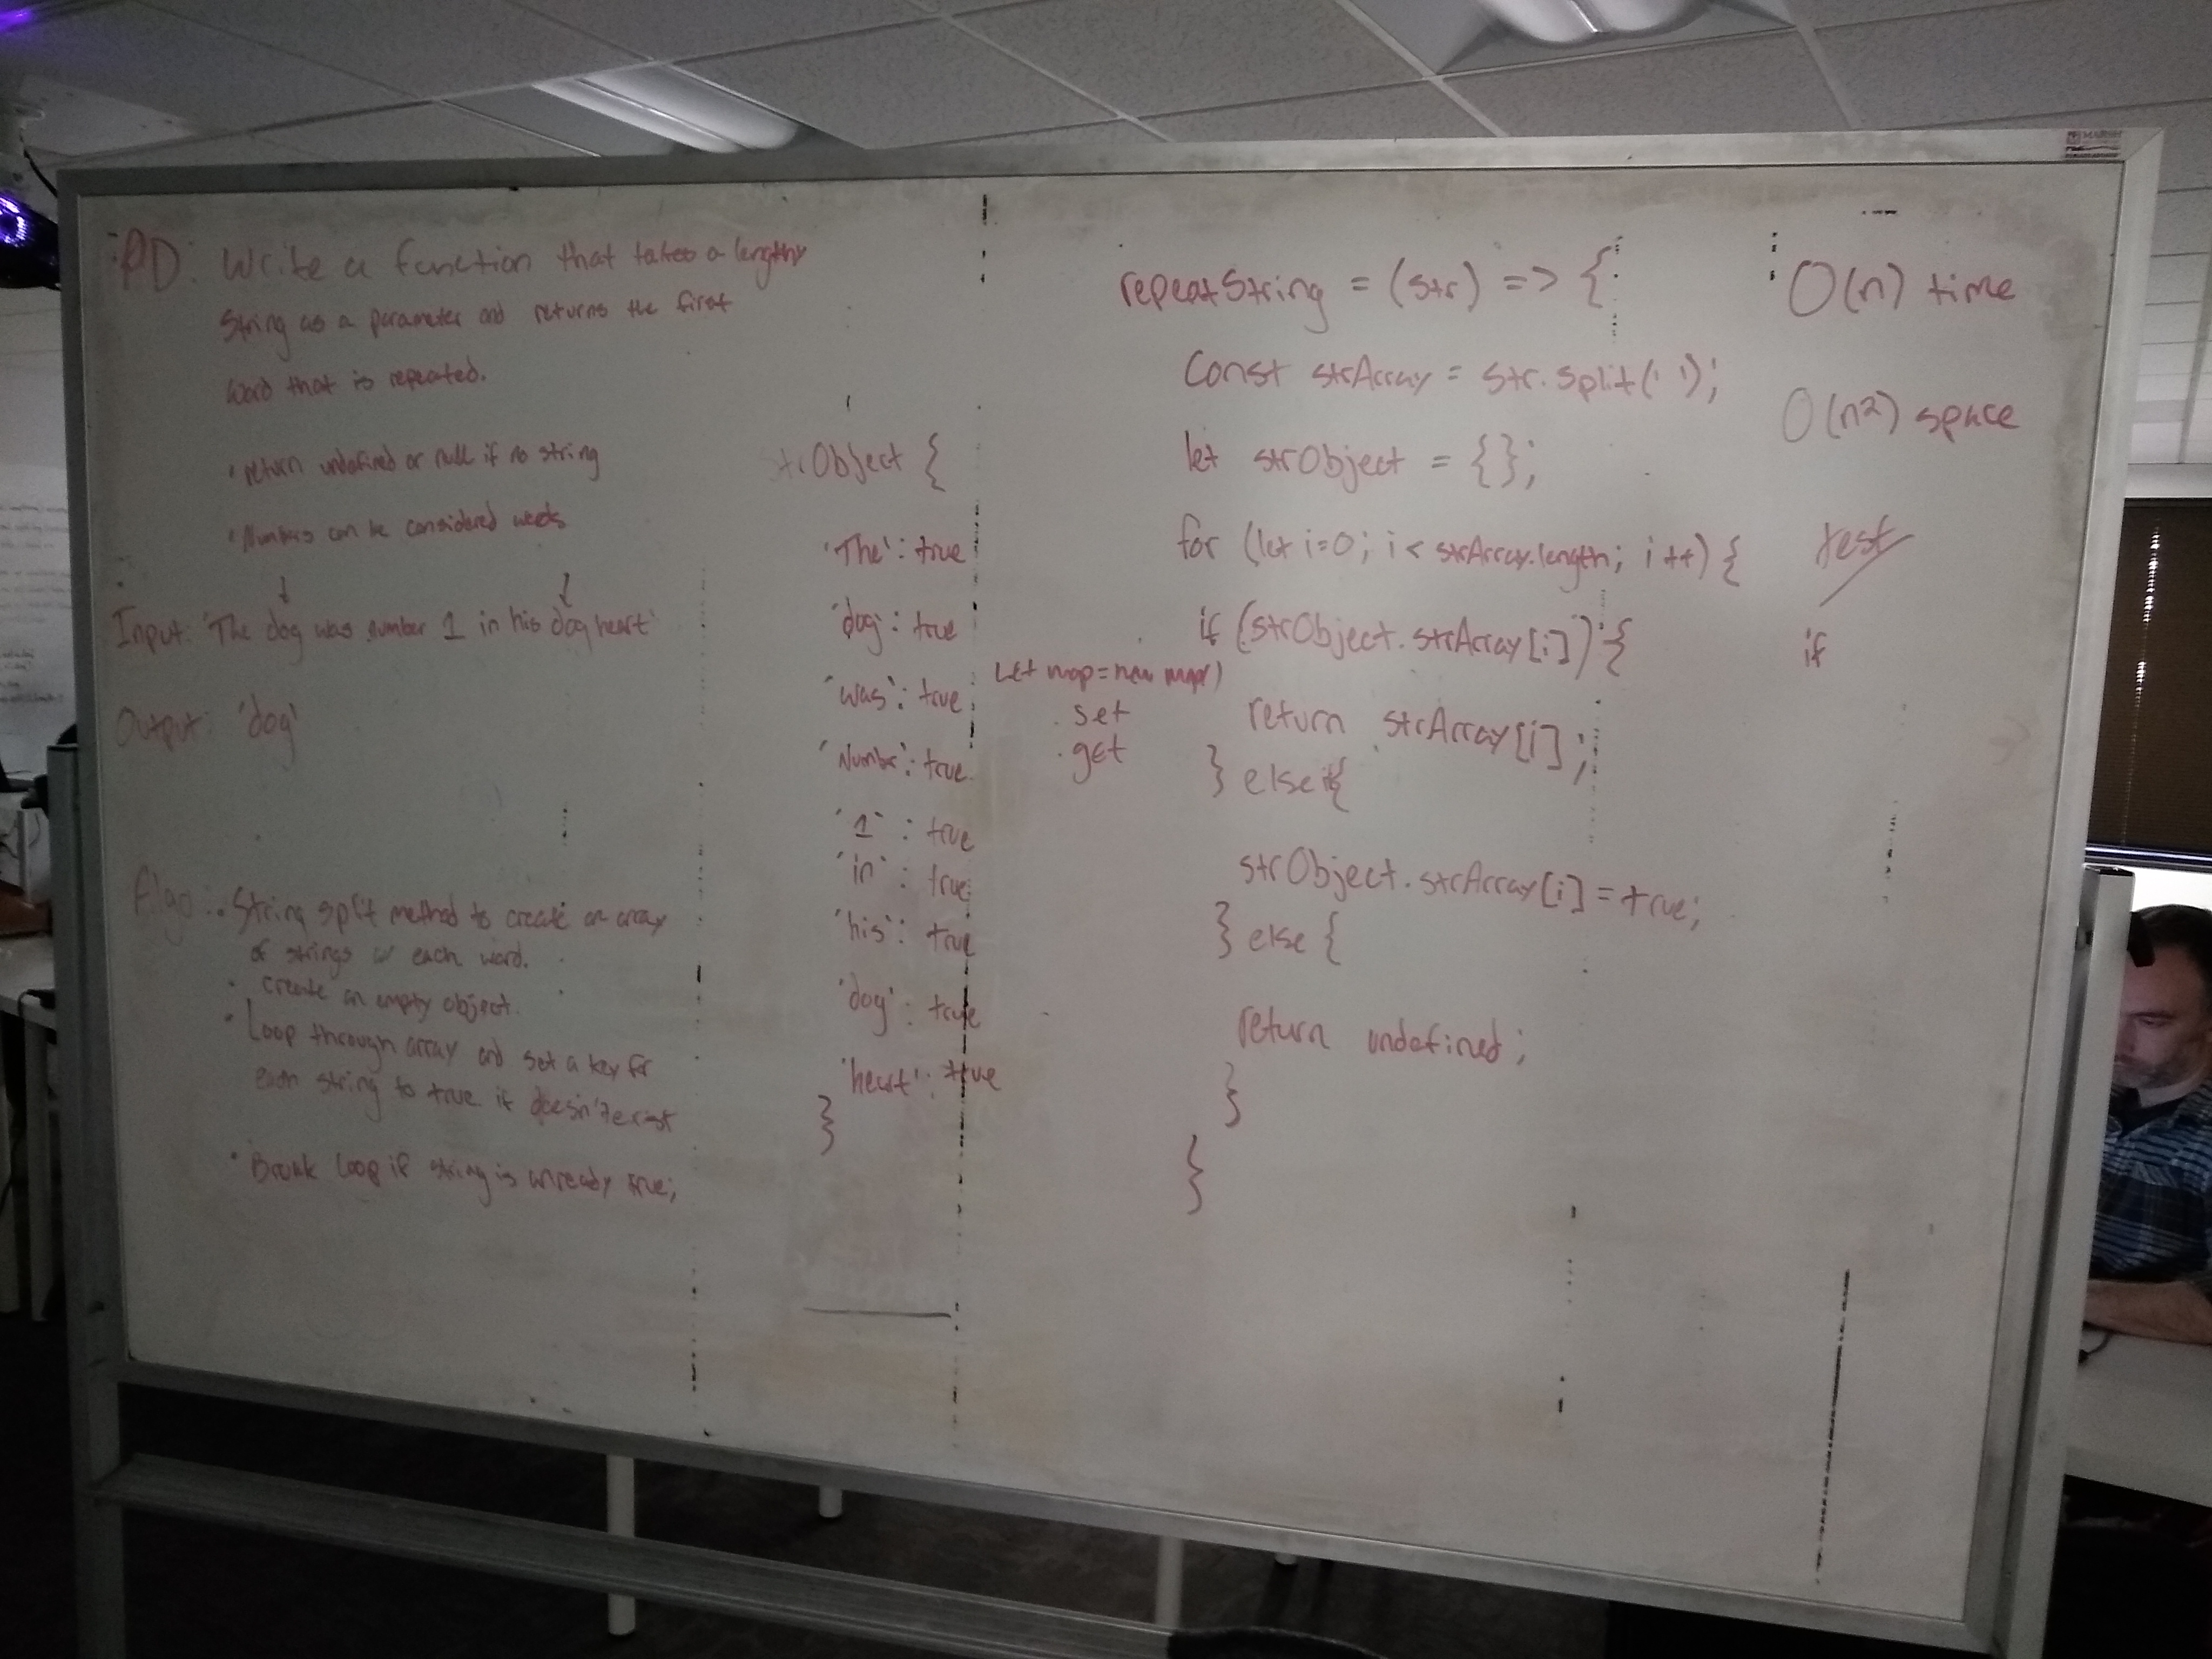 PD: Write a function that takes a lengthy
String as a parameter and returns the first
Word that is repeated.
· return undefined or null if no string
· Numbers can be considered words
Input: 'The dog was number 1 in his dog heart'
Output: 'dog'
Algo: · String split method to create an array
of strings w each word.
· create an empty object.
· Loop through array and set a key for
each string to true if doesn't exist
· Break loop if string is already true;
strObject {
'The': true
'dog': true
'was': true
'Numbr': true
'1': true
'in': true
'his': true
'dog': true
'heart': true
}
Let map = new map()
.set
.get
repeatString = (str) => {
Const strArray = str.split(' ');
let strObject = {};
for (let i=0; i < strArray.length; i++) {
if (strObject.strArray[i]) {
return strArray[i];
} else {
strObject.strArray[i] = true;
} else {
return undefined;
}
}
O(n) time
O(n2) space
test
if